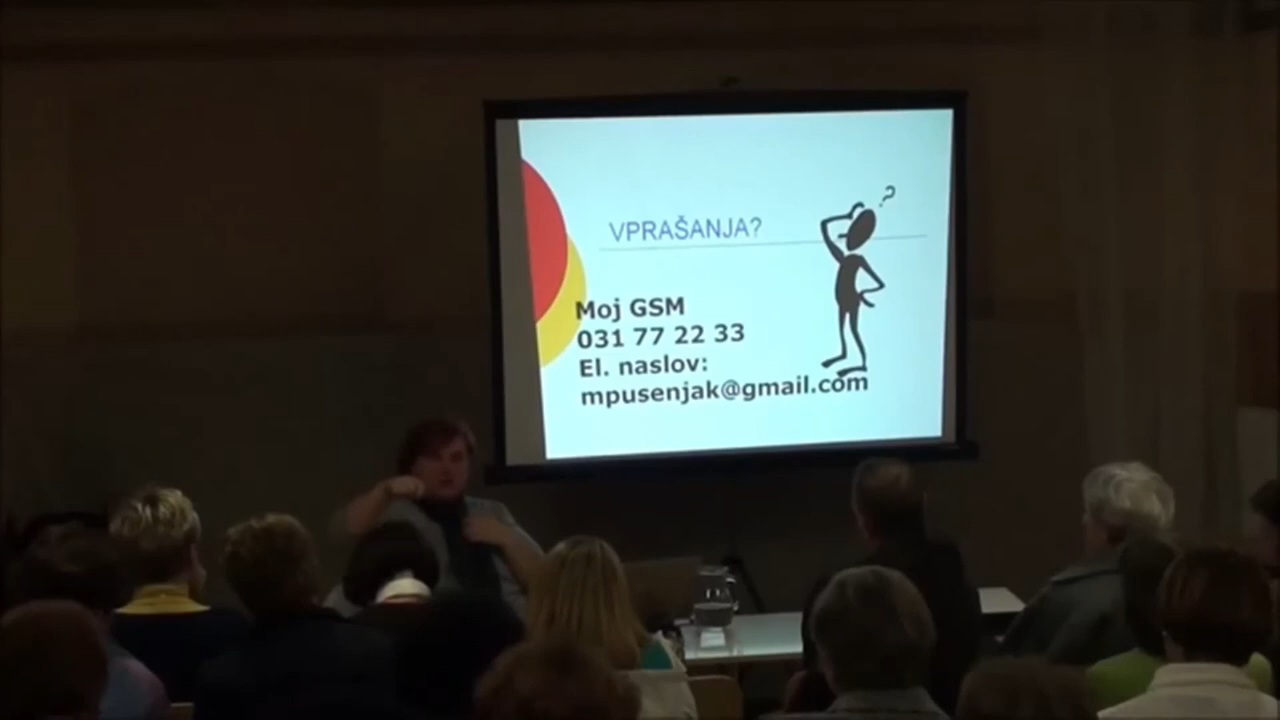 ?
VPRAŠANJA?
Moj GSM
031 77 22 33
El. naslov:
mpusenjak@gmail.com